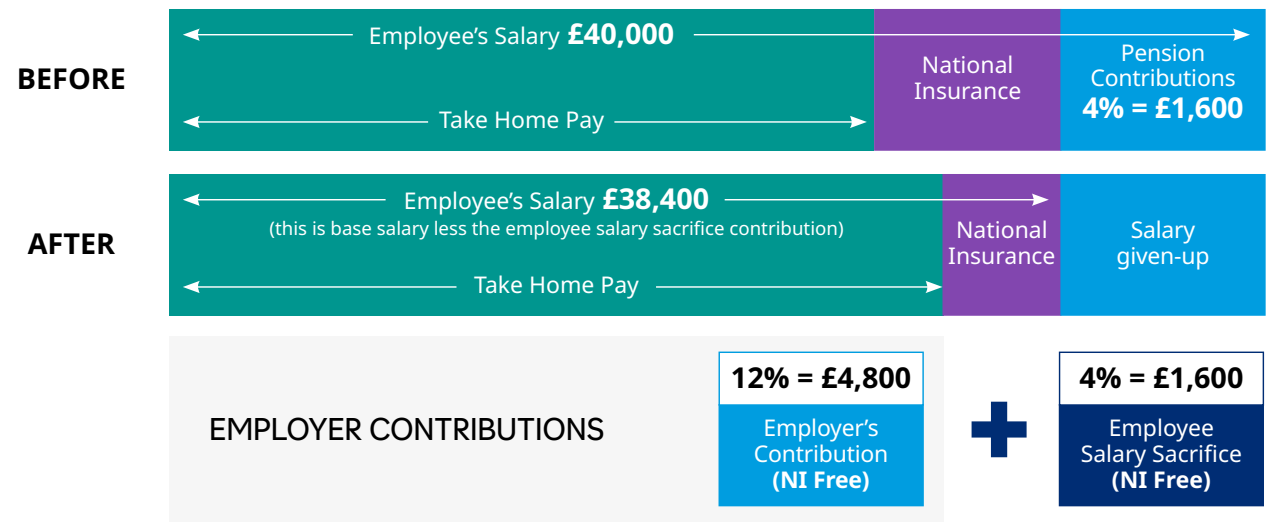 BEFORE
Employee’s Salary £40,000
Take Home Pay
National
Insurance
Pension
Contributions
4% = £1,600
AFTER
Employee’s Salary £38,400
(this is base salary less the employee salary sacrifice contribution)
Take Home Pay
National
Insurance
Salary
given-up
EMPLOYER CONTRIBUTIONS
12% = £4,800
Employer’s
Contribution
(NI Free)
+
4% = £1,600
Employee
Salary Sacrifice
(NI Free)